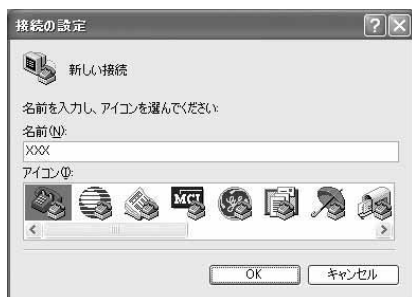 接続の設定
新しい接続
名前を入力し、アイコンを選んでください:
名前(N):
XXX
アイコン(I):
MCI
OK キャンセル